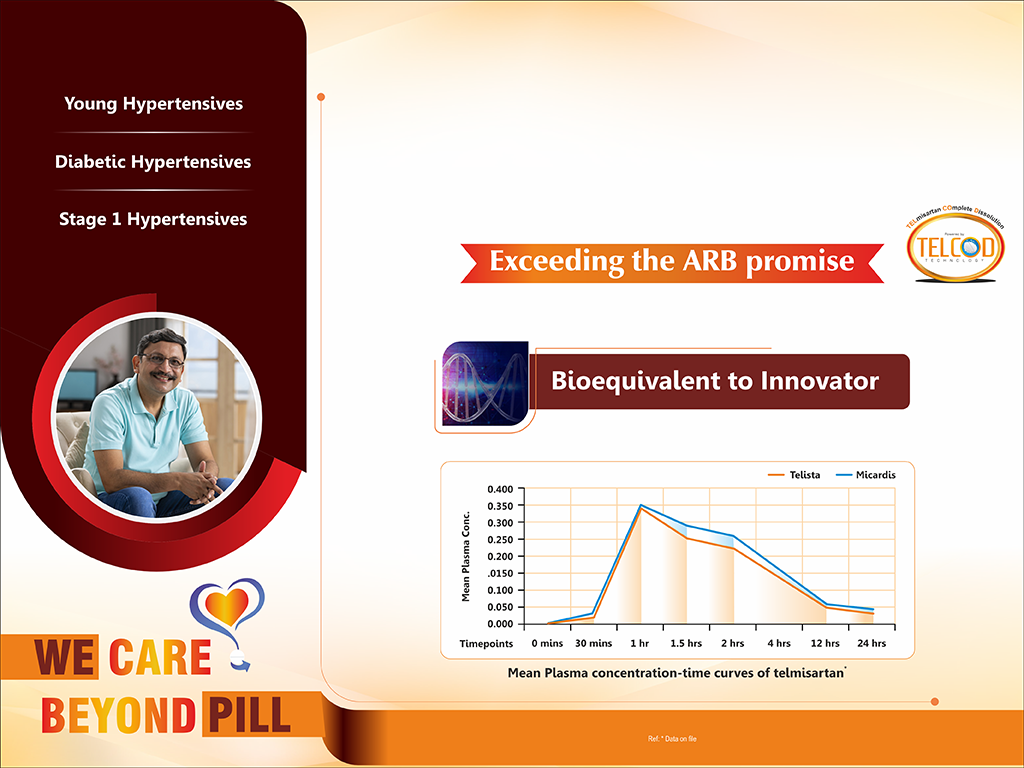 Young Hypertensives
Diabetic Hypertensives
Stage 1 Hypertensives
WE CARE
BEYOND PILL
TELmisartan COmplete Dissolution
Powered by
TELCOD
TECHNOLOGY
Exceeding the ARB promise
Bioequivalent to Innovator
Telista
Micardis
Mean Plasma Conc.
0.400
0.350
0.300
0.250
0.200
.0150
0.100
0.050
0.000
Timepoints 0 mins 30 mins 1 hr 1.5 hrs 2 hrs 4 hrs 12 hrs 24 hrs
Mean Plasma concentration-time curves of telmisartan*
Ref: * Data on file